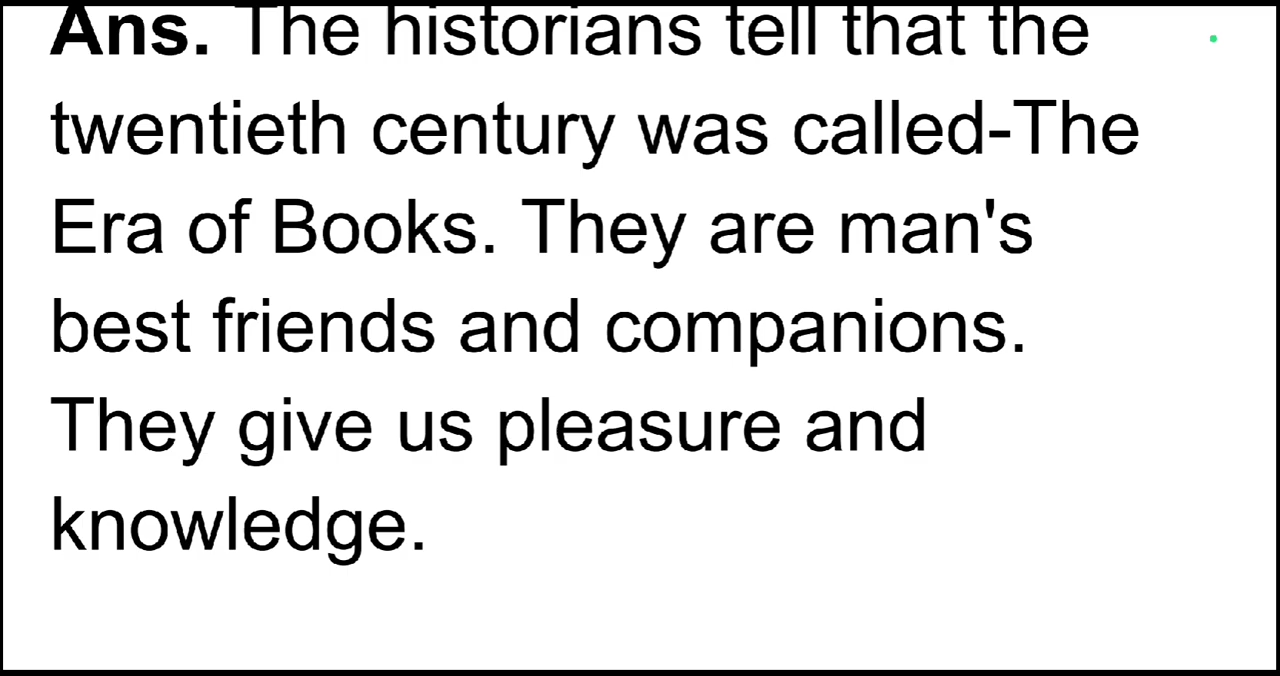 Ans. The historians tell that the
twentieth century was called-The
Era of Books. They are man's
best friends and companions.
They give us pleasure and
knowledge.